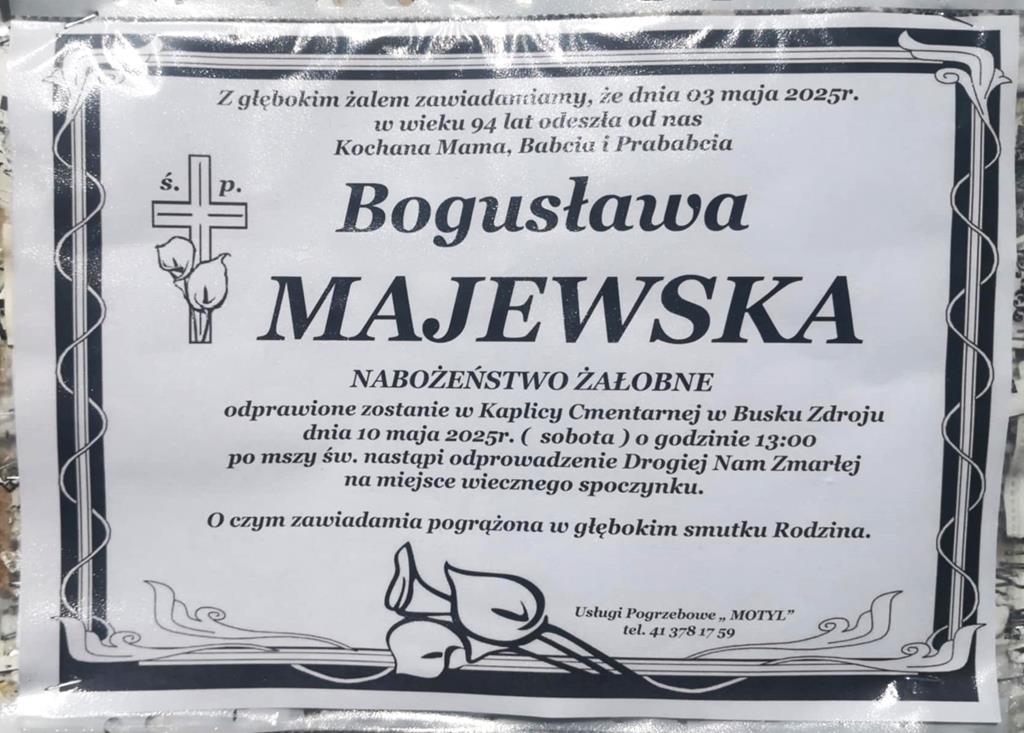 Z głębokim żalem zawiadamiamy, że dnia 03 maja 2025r.
w wieku 94 lat odeszła od nas
Kochana Mama, Babcia i Prababcia
ś. p.
Bogusława
MAJEWSKA
NABOŻEŃSTWO ŻAŁOBNE
odprawione zostanie w Kaplicy Cmentarnej w Busku Zdroju
dnia 10 maja 2025r. ( sobota ) o godzinie 13:00
po mszy św. nastąpi odprowadzenie Drogiej Nam Zmarłej
na miejsce wiecznego spoczynku.
O czym zawiadamia pogrążona w głębokim smutku Rodzina.
Usługi Pogrzebowe „ MOTYL”
tel. 41 378 17 59